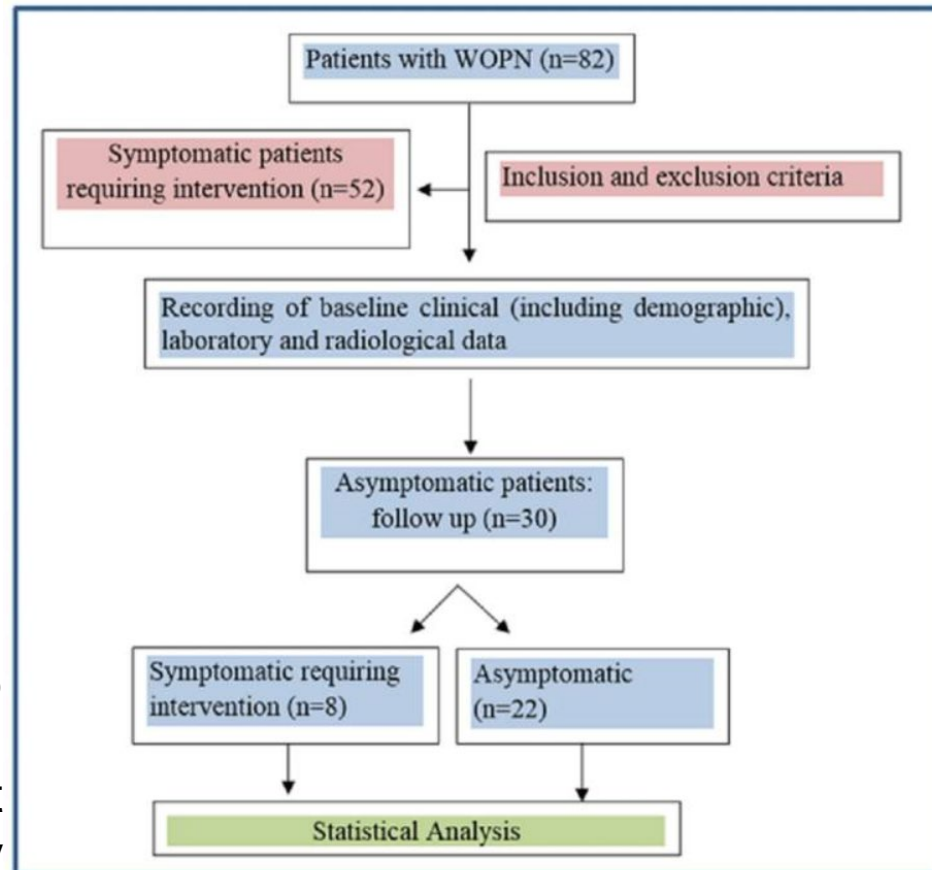 Patients with WOPN (n=82)
Symptomatic patients
requiring intervention (n=52)
Inclusion and exclusion criteria
Recording of baseline clinical (including demographic),
laboratory and radiological data
Asymptomatic patients:
follow up (n=30)
Symptomatic requiring
intervention (n=8)
Asymptomatic
(n=22)
Statistical Analysis